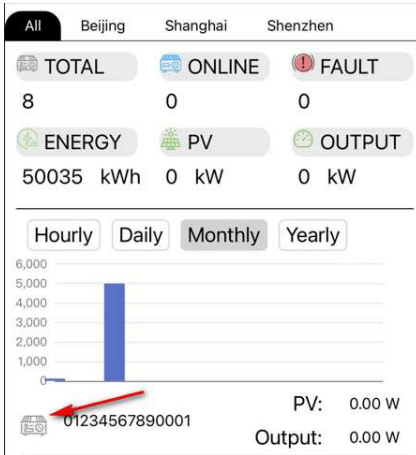 All Beijing Shanghai Shenzhen
TOTAL ONLINE FAULT
8 0 0
ENERGY PV OUTPUT
50035 kWh 0 kW 0 kW
Hourly Daily Monthly Yearly
6,000
5,000
4,000
3,000
2,000
1,000
0
01234567890001
PV: 0.00 W
Output: 0.00 W